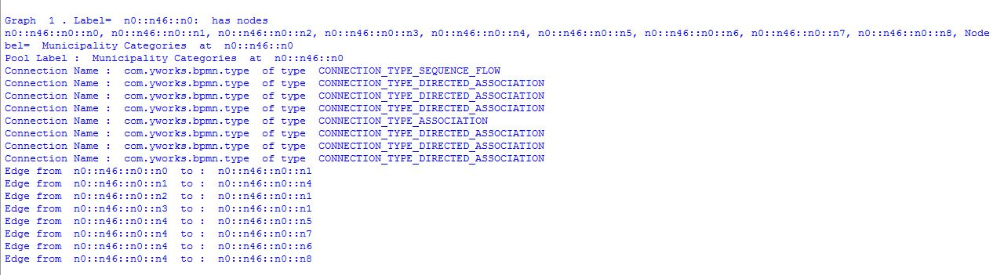 Graph  1 . Label=  n0::n46::n0:  has nodes
n0::n46::n0::n0, n0::n46::n0::n1, n0::n46::n0::n2, n0::n46::n0::n3, n0::n46::n0::n4, n0::n46::n0::n5, n0::n46::n0::n6, n0::n46::n0::n7, n0::n46::n0::n8, Node
bel=  Municipality Categories  at  n0::n46::n0
Pool Label :  Municipality Categories  at  n0::n46::n0
Connection Name :  com.yworks.bpmn.type  of type  CONNECTION_TYPE_SEQUENCE_FLOW
Connection Name :  com.yworks.bpmn.type  of type  CONNECTION_TYPE_DIRECTED_ASSOCIATION
Connection Name :  com.yworks.bpmn.type  of type  CONNECTION_TYPE_DIRECTED_ASSOCIATION
Connection Name :  com.yworks.bpmn.type  of type  CONNECTION_TYPE_DIRECTED_ASSOCIATION
Connection Name :  com.yworks.bpmn.type  of type  CONNECTION_TYPE_ASSOCIATION
Connection Name :  com.yworks.bpmn.type  of type  CONNECTION_TYPE_DIRECTED_ASSOCIATION
Connection Name :  com.yworks.bpmn.type  of type  CONNECTION_TYPE_DIRECTED_ASSOCIATION
Connection Name :  com.yworks.bpmn.type  of type  CONNECTION_TYPE_DIRECTED_ASSOCIATION
Edge from  n0::n46::n0::n0  to :  n0::n46::n0::n1
Edge from  n0::n46::n0::n1  to :  n0::n46::n0::n4
Edge from  n0::n46::n0::n2  to :  n0::n46::n0::n1
Edge from  n0::n46::n0::n3  to :  n0::n46::n0::n1
Edge from  n0::n46::n0::n4  to :  n0::n46::n0::n5
Edge from  n0::n46::n0::n4  to :  n0::n46::n0::n7
Edge from  n0::n46::n0::n4  to :  n0::n46::n0::n6
Edge from  n0::n46::n0::n4  to :  n0::n46::n0::n8